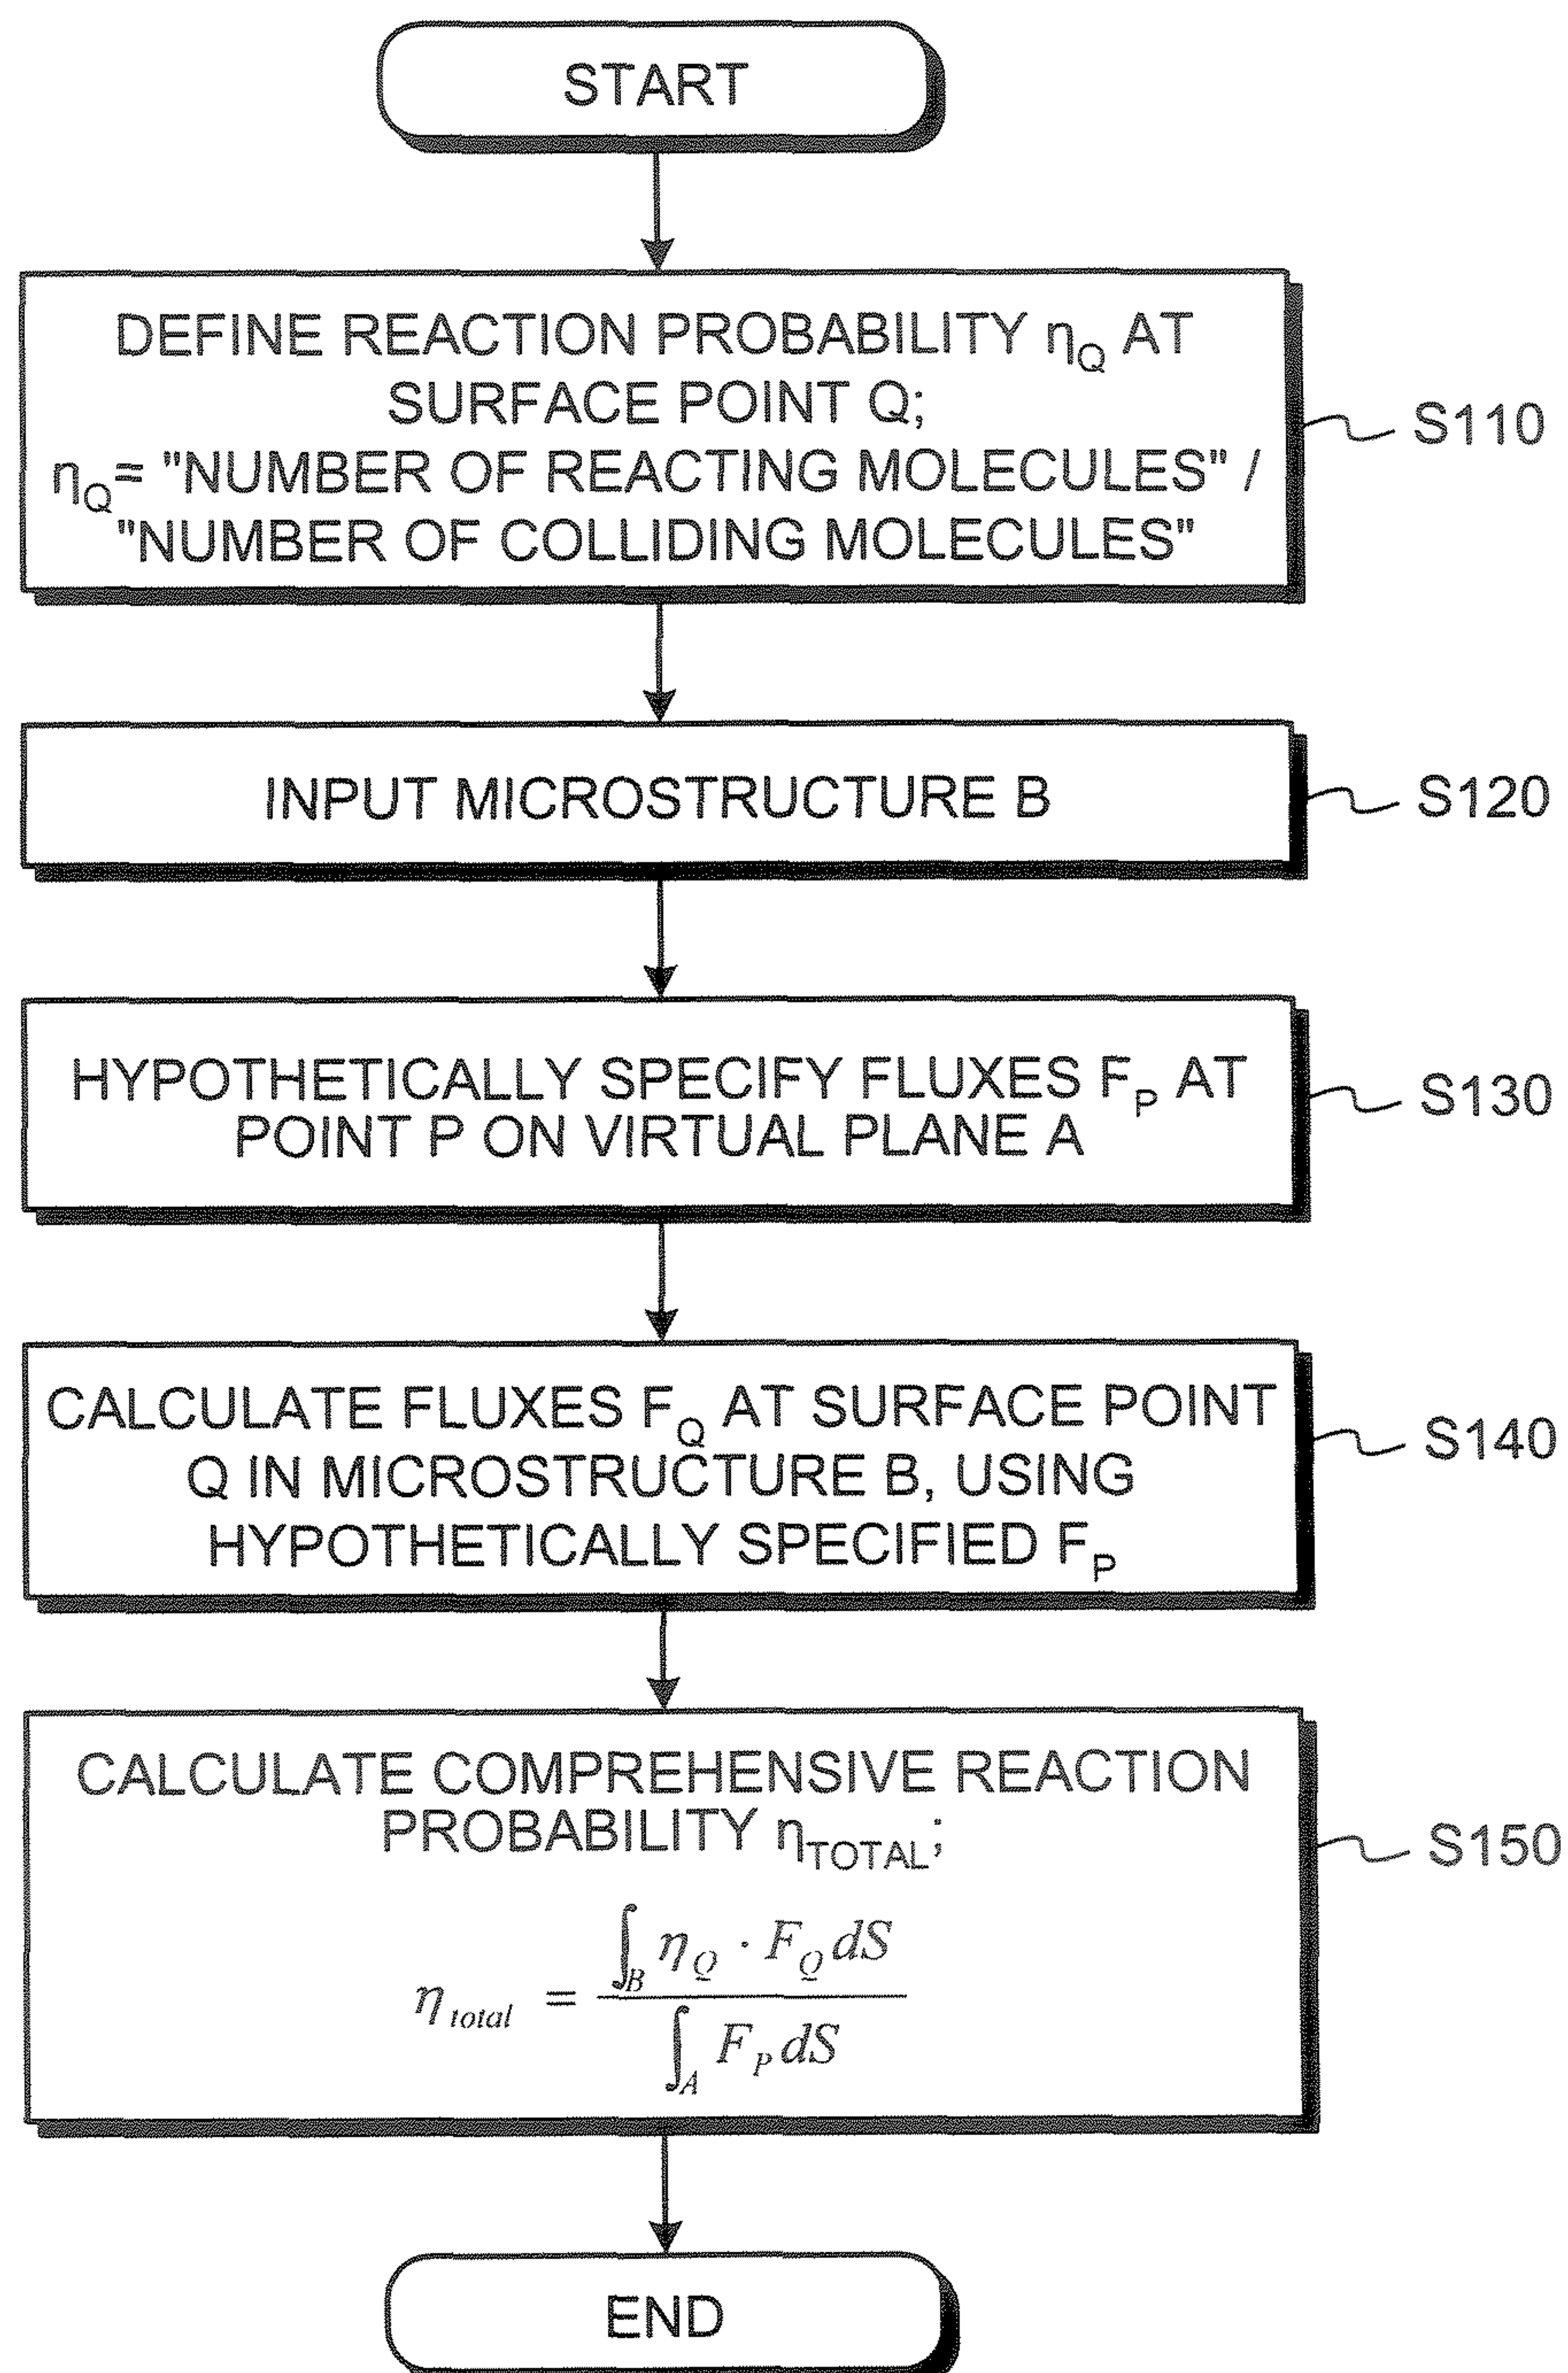 START
DEFINE REACTION PROBABILITY ηQ AT
SURFACE POINT Q;
ηQ= "NUMBER OF REACTING MOLECULES" /
"NUMBER OF COLLIDING MOLECULES"
S110
INPUT MICROSTRUCTURE B
S120
HYPOTHETICALLY SPECIFY FLUXES FP AT
POINT P ON VIRTUAL PLANE A
S130
CALCULATE FLUXES FQ AT SURFACE POINT
Q IN MICROSTRUCTURE B, USING
HYPOTHETICALLY SPECIFIED FP
S140
CALCULATE COMPREHENSIVE REACTION
PROBABILITY ηTOTAL;
S150
∫B ηQ · FQ dS
ηtotal =
∫A FP dS
END